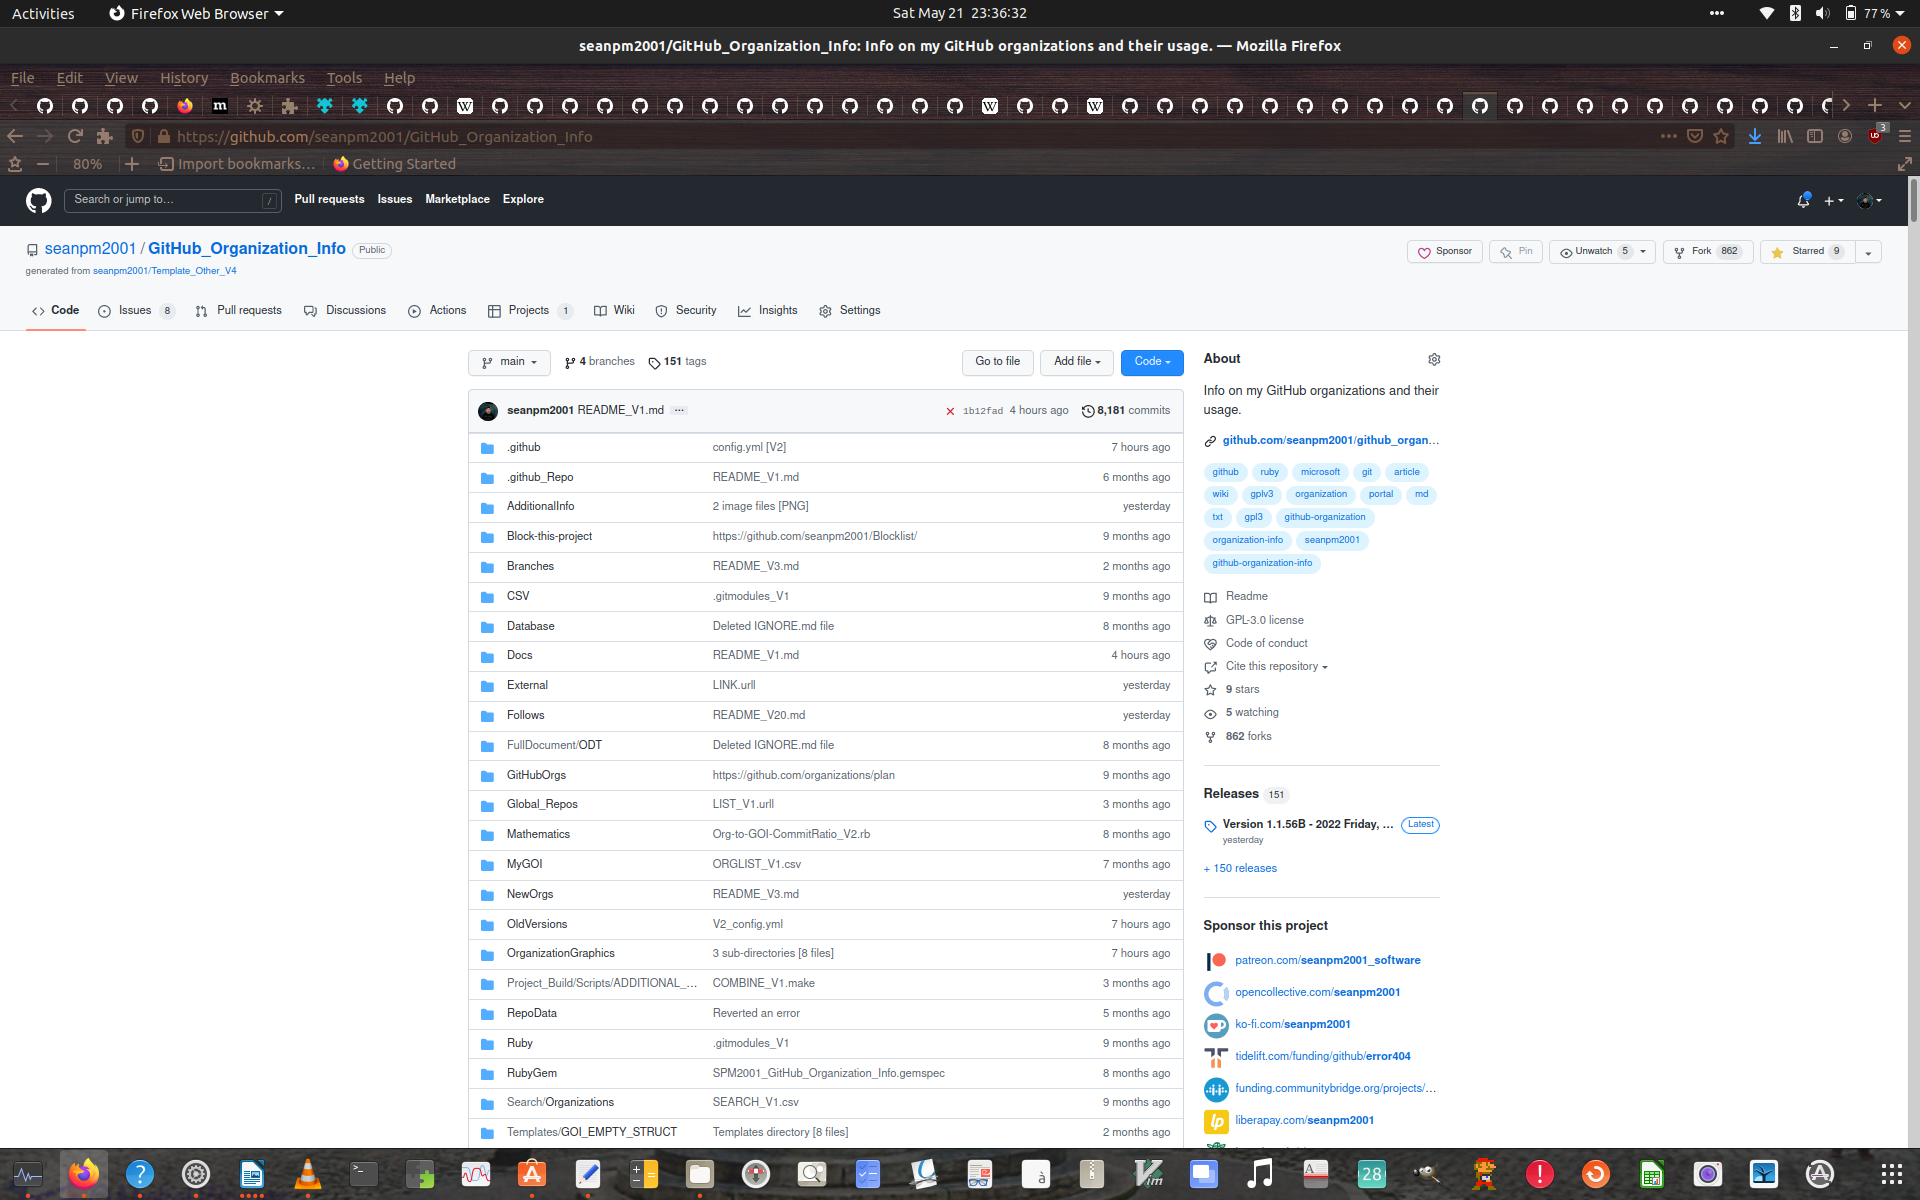 Activities
Firefox Web Browser
Sat May 21 23:36:32
77 %
seanpm2001/GitHub_Organization_Info: Info on my GitHub organizations and their usage. — Mozilla Firefox
File Edit View History Bookmarks Tools Help
https://github.com/seanpm2001/GitHub_Organization_Info
3
80%
Import bookmarks...
Getting Started
Search or jump to...
/
Pull requests Issues Marketplace Explore
seanpm2001 / GitHub_Organization_Info Public
generated from seanpm2001/Template_Other_V4
Sponsor
Pin
Unwatch 5
Fork 862
Starred 9
Code
Issues 8
Pull requests
Discussions
Actions
Projects 1
Wiki
Security
Insights
Settings
main
4 branches
151 tags
Go to file
Add file
Code
seanpm2001 README_V1.md ...
1b12fad 4 hours ago
8,181 commits
.github config.yml [V2] 7 hours ago
.github_Repo README_V1.md 6 months ago
AdditionalInfo 2 image files [PNG] yesterday
Block-this-project https://github.com/seanpm2001/Blocklist/ 9 months ago
Branches README_V3.md 2 months ago
CSV .gitmodules_V1 9 months ago
Database Deleted IGNORE.md file 8 months ago
Docs README_V1.md 4 hours ago
External LINK.urll yesterday
Follows README_V20.md yesterday
FullDocument/ODT Deleted IGNORE.md file 8 months ago
GitHubOrgs https://github.com/organizations/plan 9 months ago
Global_Repos LIST_V1.urll 3 months ago
Mathematics Org-to-GOI-CommitRatio_V2.rb 8 months ago
MyGOI ORGLIST_V1.csv 7 months ago
NewOrgs README_V3.md yesterday
OldVersions V2_config.yml 7 hours ago
OrganizationGraphics 3 sub-directories [8 files] 7 hours ago
Project_Build/Scripts/ADDITIONAL_... COMBINE_V1.make 3 months ago
RepoData Reverted an error 5 months ago
Ruby .gitmodules_V1 9 months ago
RubyGem SPM2001_GitHub_Organization_Info.gemspec 8 months ago
Search/Organizations SEARCH_V1.csv 9 months ago
Templates/GOI_EMPTY_STRUCT Templates directory [8 files] 2 months ago
About
Info on my GitHub organizations and their
usage.
github.com/seanpm2001/github_organ...
github ruby microsoft git article
wiki gplv3 organization portal md
txt gpl3 github-organization
organization-info seanpm2001
github-organization-info
Readme
GPL-3.0 license
Code of conduct
Cite this repository
9 stars
5 watching
862 forks
Releases 151
Version 1.1.56B - 2022 Friday, ... Latest
yesterday
+ 150 releases
Sponsor this project
patreon.com/seanpm2001_software
opencollective.com/seanpm2001
ko-fi.com/seanpm2001
tidelift.com/funding/github/error404
funding.communitybridge.org/projects/...
lp liberapay.com/seanpm2001
28